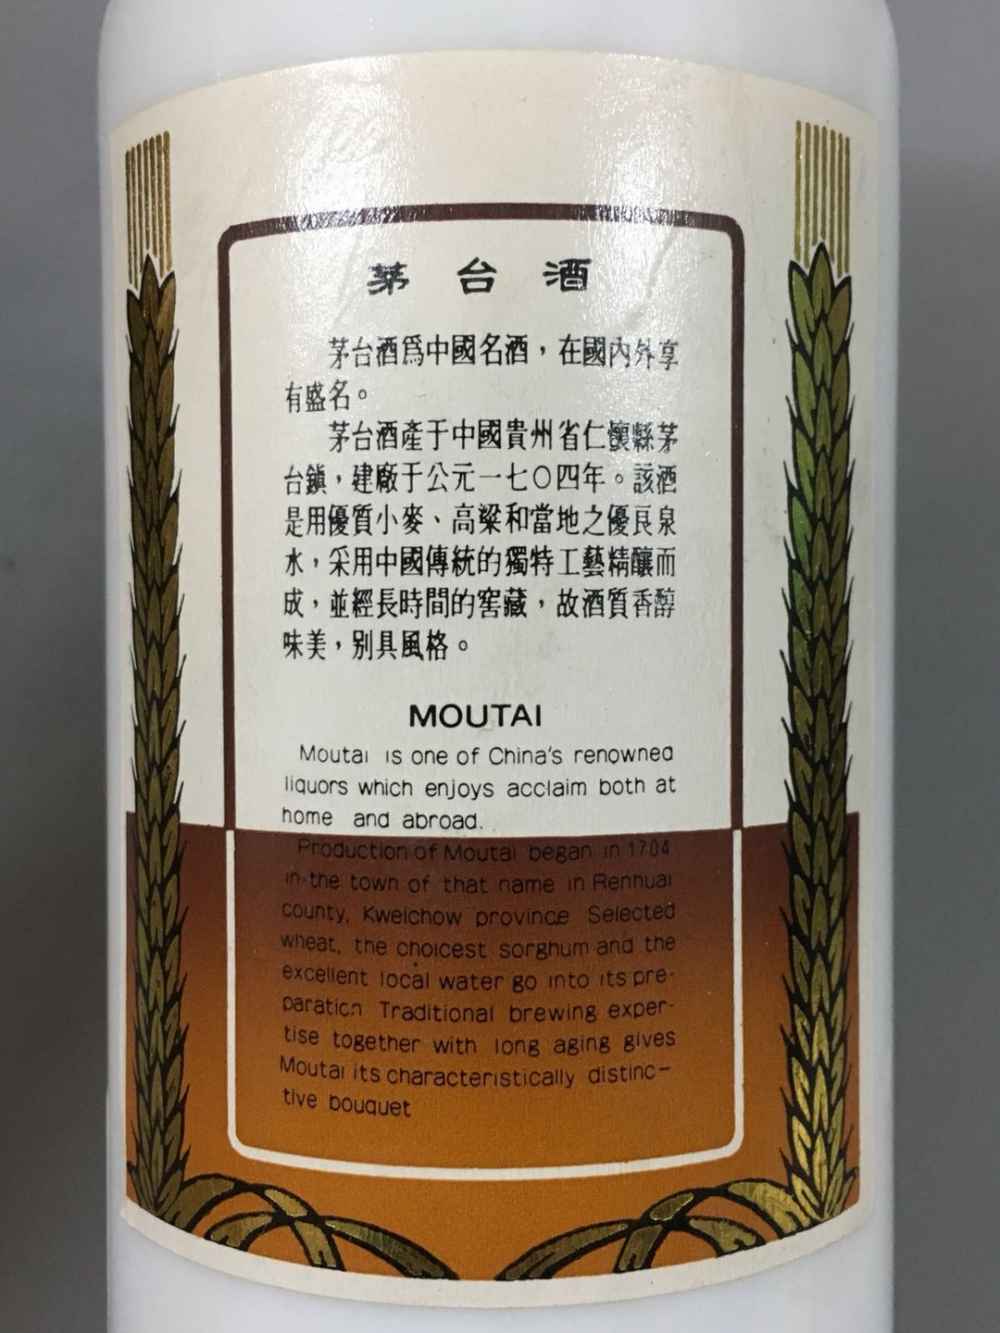 茅台酒
茅台酒爲中國名酒，在國內外享
有盛名。
茅台酒產于中國貴州省仁懷縣茅
台鎭，建廠于公元一七〇四年。該酒
是用優質小麥、高粱和當地之優良泉
水，采用中國傳統的獨特工藝精釀而
成，並經長時間的窖藏，故酒質香醇
味美，別具風格。
MOUTAI
Moutai is one of China's renowned
liquors which enjoys acclaim both at
home and abroad.
Production of Moutai began in 1704
in the town of that name in Renhuai
county, Kweichow province Selected
wheat, the choicest sorghum and the
excellent local water go into its pre-
paration Traditional brewing exper-
tise together with long aging gives
Moutai its characteristically distinc-
tive bouquet